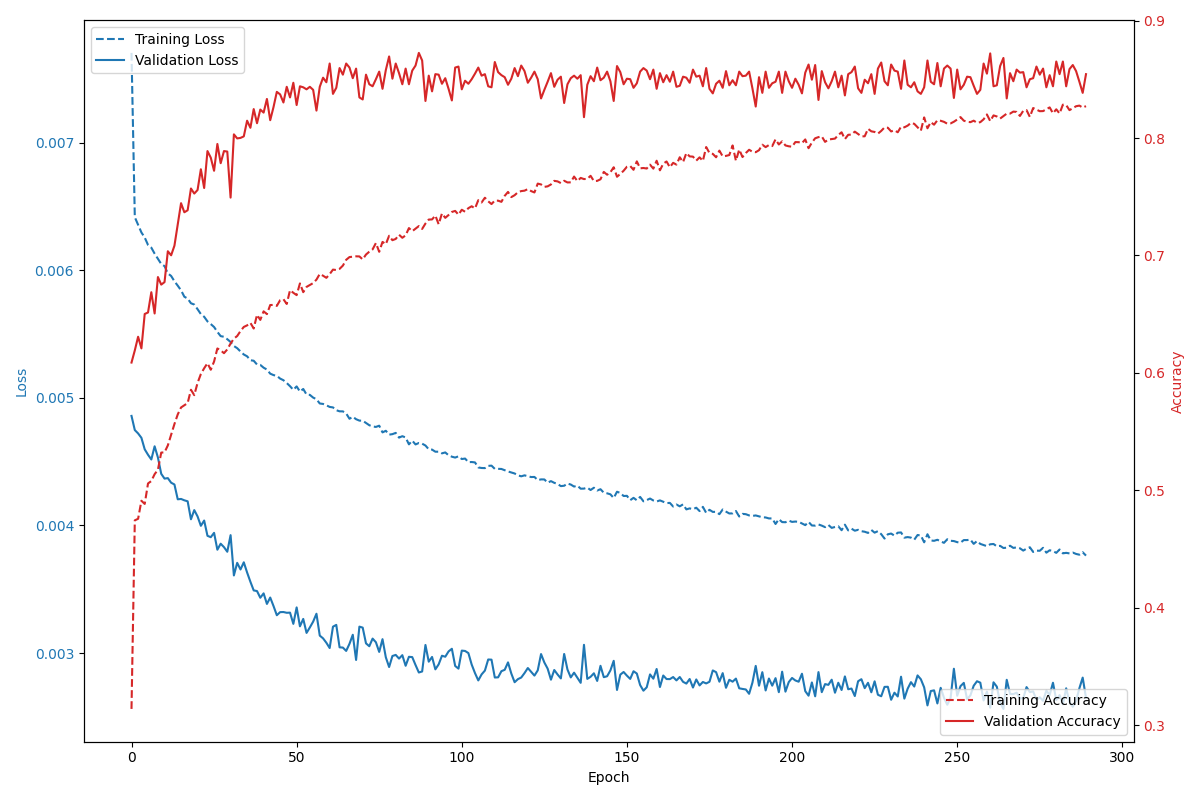 Training Loss
Validation Loss
0.007
0.006
0.005
0.004
0.003
Loss
0
50
100
150
200
250
300
Epoch
0.9
0.8
0.7
0.6
0.5
0.4
0.3
Accuracy
Training Accuracy
Validation Accuracy